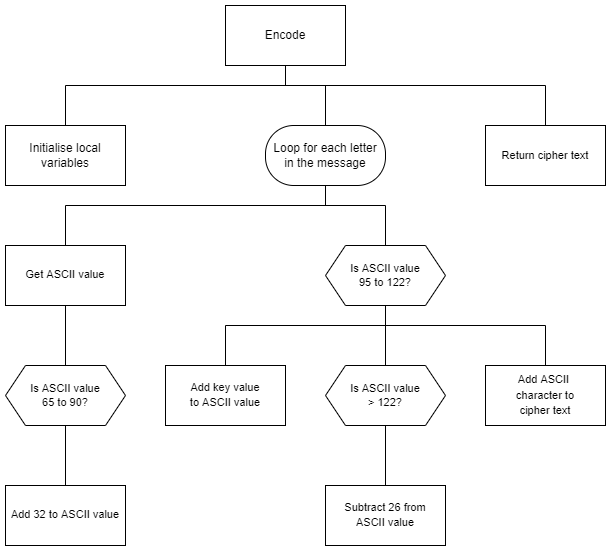 Encode
Initialise local
variables
Loop for each letter
in the message
Return cipher text
Get ASCII value
Is ASCII value
95 to 122?
Is ASCII value
65 to 90?
Add key value
to ASCII value
Is ASCII value
> 122?
Add ASCII
character to
cipher text
Add 32 to ASCII value
Subtract 26 from
ASCII value